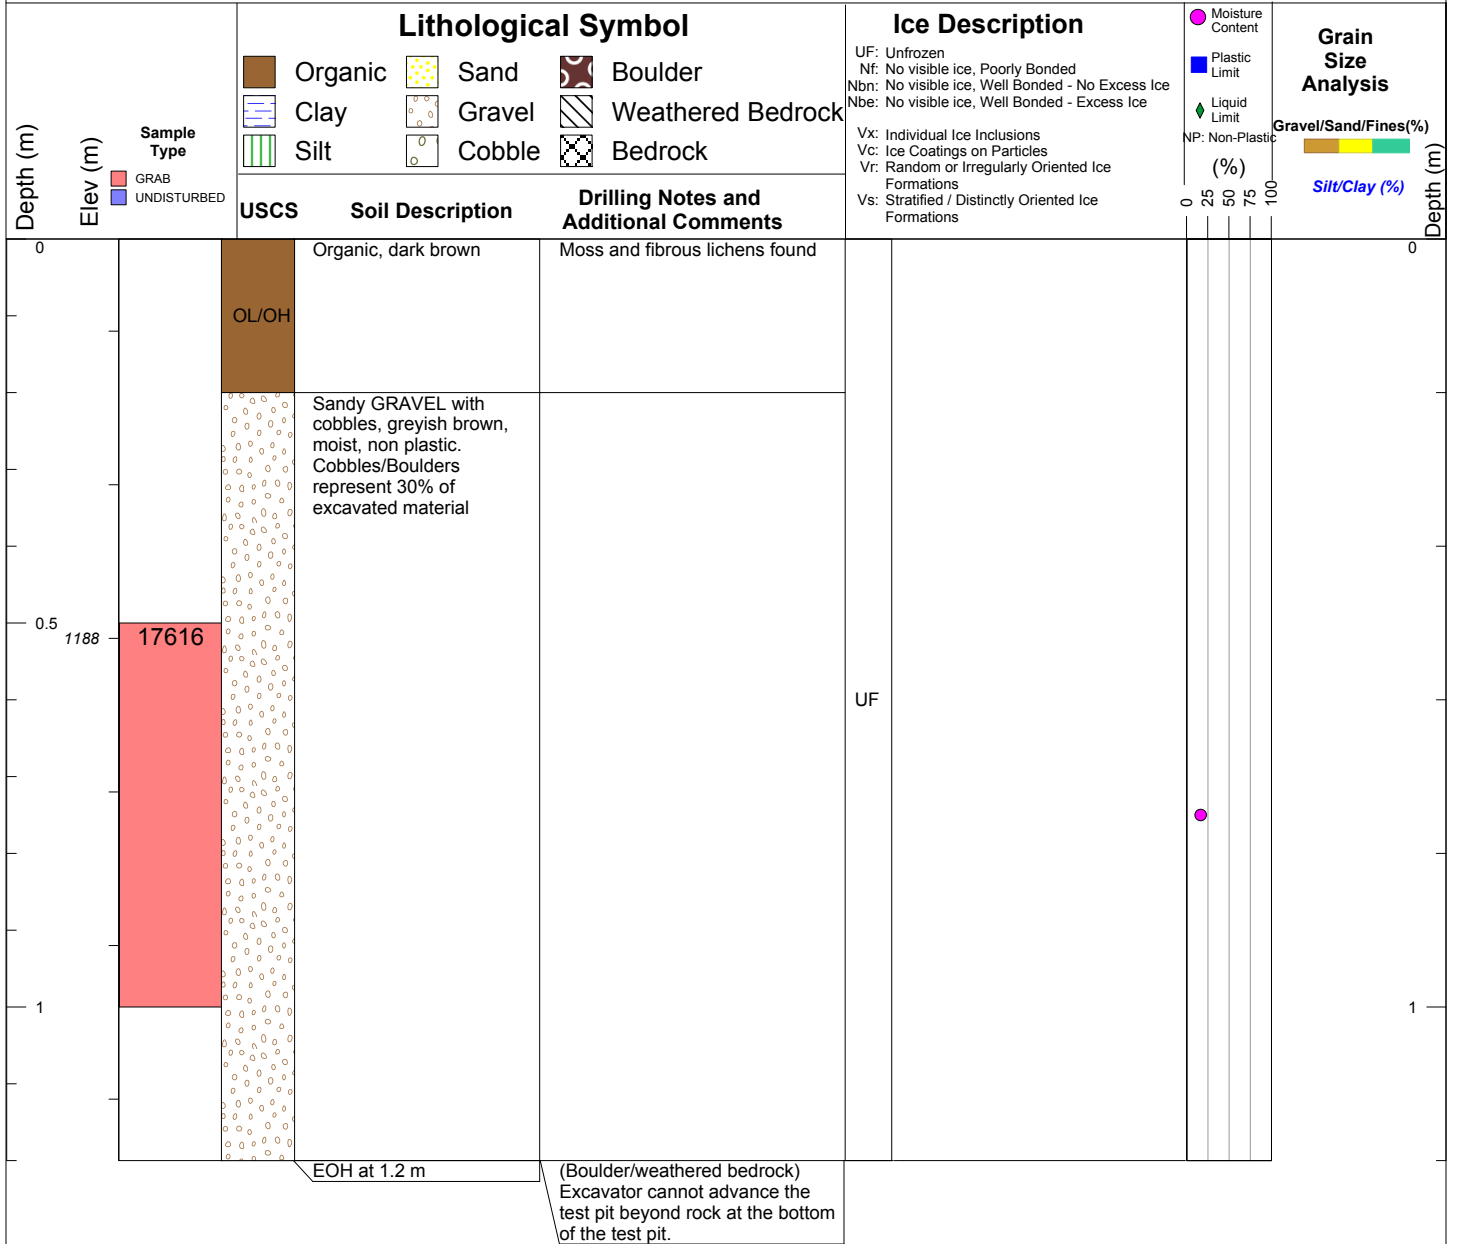 Depth (m)
Elev (m)
Sample
Type
GRAB
UNDISTURBED
Lithological Symbol
Organic
Sand
Boulder
Clay
Gravel
Weathered Bedrock
Silt
Cobble
Bedrock
USCS
Soil Description
Drilling Notes and
Additional Comments
Ice Description
UF: Unfrozen
Nf: No visible ice, Poorly Bonded
Nbn: No visible ice, Well Bonded - No Excess Ice
Nbe: No visible ice, Well Bonded - Excess Ice
Vx: Individual Ice Inclusions
Vc: Ice Coatings on Particles
Vr: Random or Irregularly Oriented Ice
Formations
Vs: Stratified / Distinctly Oriented Ice
Formations
Moisture
Content
Plastic
Limit
Liquid
Limit
NP: Non-Plastic
(%)
0 25 50 75 100
Grain
Size
Analysis
Gravel/Sand/Fines(%)
Silt/Clay (%)
Depth (m)
0
OL/OH
Organic, dark brown
Moss and fibrous lichens found
0
Sandy GRAVEL with
cobbles, greyish brown,
moist, non plastic.
Cobbles/Boulders
represent 30% of
excavated material
0.5
1188
17616
UF
1
1
EOH at 1.2 m
(Boulder/weathered bedrock)
Excavator cannot advance the
test pit beyond rock at the bottom
of the test pit.